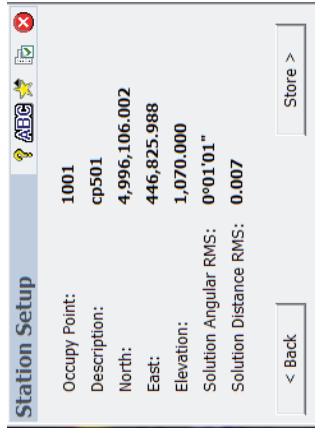 Station Setup
? ABC
Occupy Point: 1001
Description: cp501
North: 4,996,106.002
East: 446,825.988
Elevation: 1,070.000
Solution Angular RMS: 0°01'01"
Solution Distance RMS: 0.007
< Back Store >